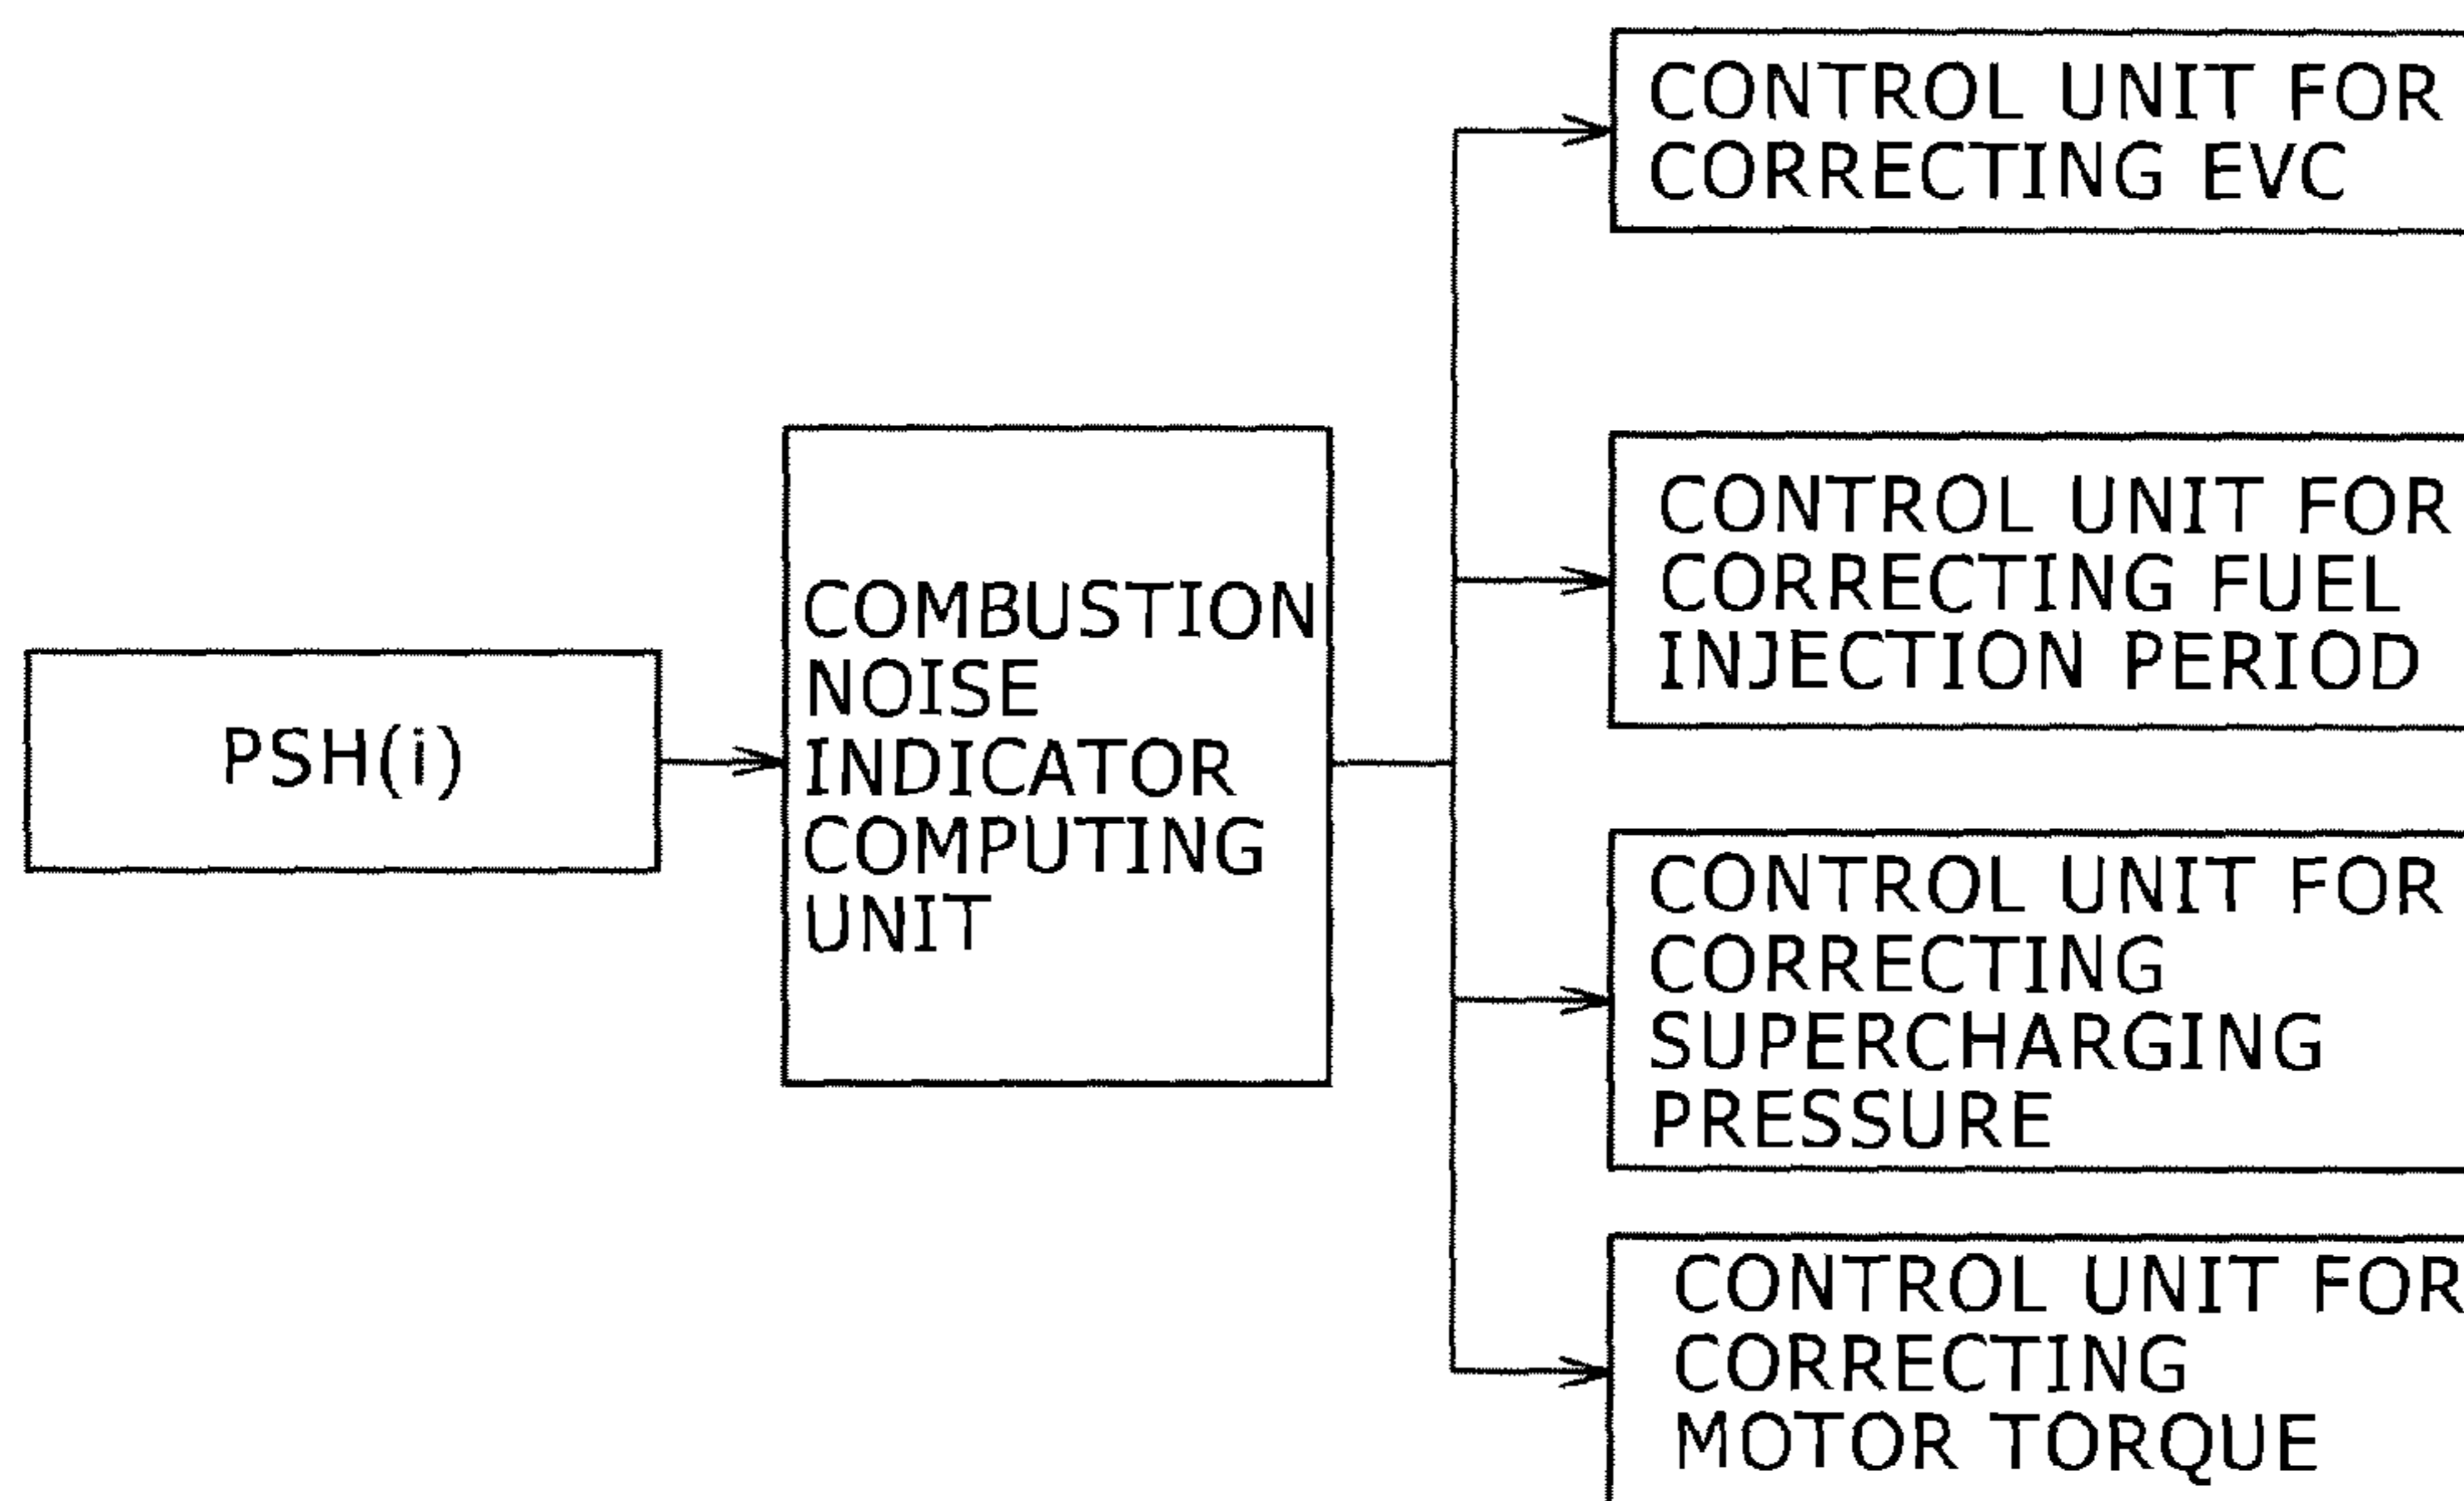 PSH(i)
COMBUSTION
NOISE
INDICATOR
COMPUTING
UNIT
CONTROL UNIT FOR
CORRECTING EVC
CONTROL UNIT FOR
CORRECTING FUEL
INJECTION PERIOD
CONTROL UNIT FOR
CORRECTING
SUPERCHARGING
PRESSURE
CONTROL UNIT FOR
CORRECTING
MOTOR TORQUE